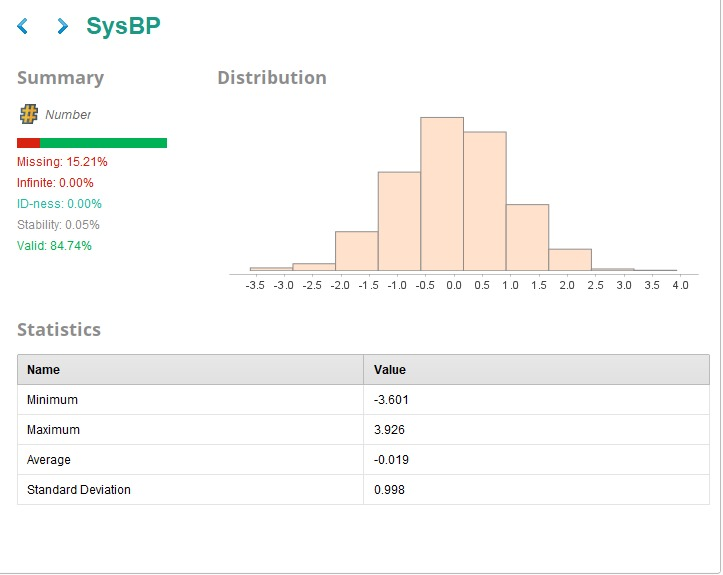 SysBP
Summary
Distribution
# Number
Missing: 15.21%
Infinite: 0.00%
ID-ness: 0.00%
Stability: 0.05%
Valid: 84.74%
-3.5 -3.0 -2.5 -2.0 -1.5 -1.0 -0.5 0.0 0.5 1.0 1.5 2.0 2.5 3.0 3.5 4.0
Statistics
Name Value
Minimum -3.601
Maximum 3.926
Average -0.019
Standard Deviation 0.998